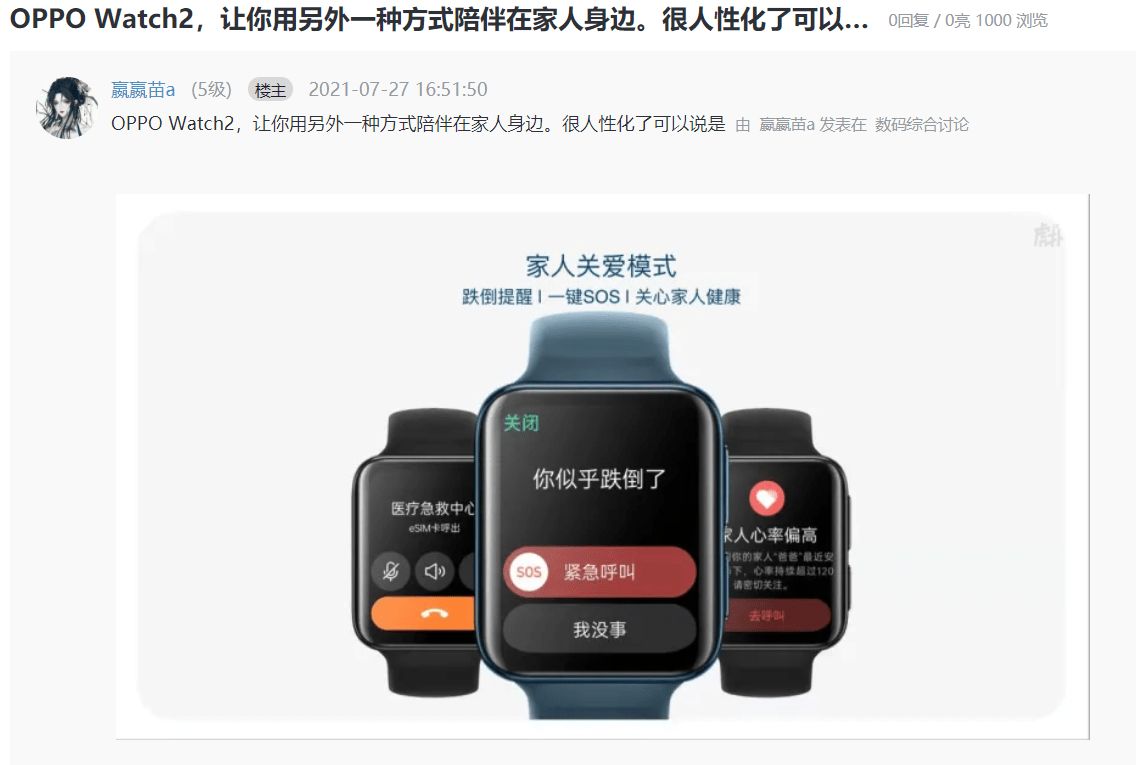 OPPO Watch2，让你用另外一种方式陪伴在家人身边。很人性化了可以... 0回复 / 0亮 1000 浏览
嬴嬴苗a (5级) 楼主 2021-07-27 16:51:50
OPPO Watch2，让你用另外一种方式陪伴在家人身边。很人性化了可以说是 由 嬴嬴苗a 发表在 数码综合讨论
家人关爱模式
跌倒提醒 | 一键SOS | 关心家人健康
关闭
你似乎跌倒了
SOS 紧急呼叫
我没事
医疗急救中心
eSIM卡呼出
家人心率偏高
你的家人“爸爸”最近安
下，心率持续超过120
请密切关注。
去呼叫